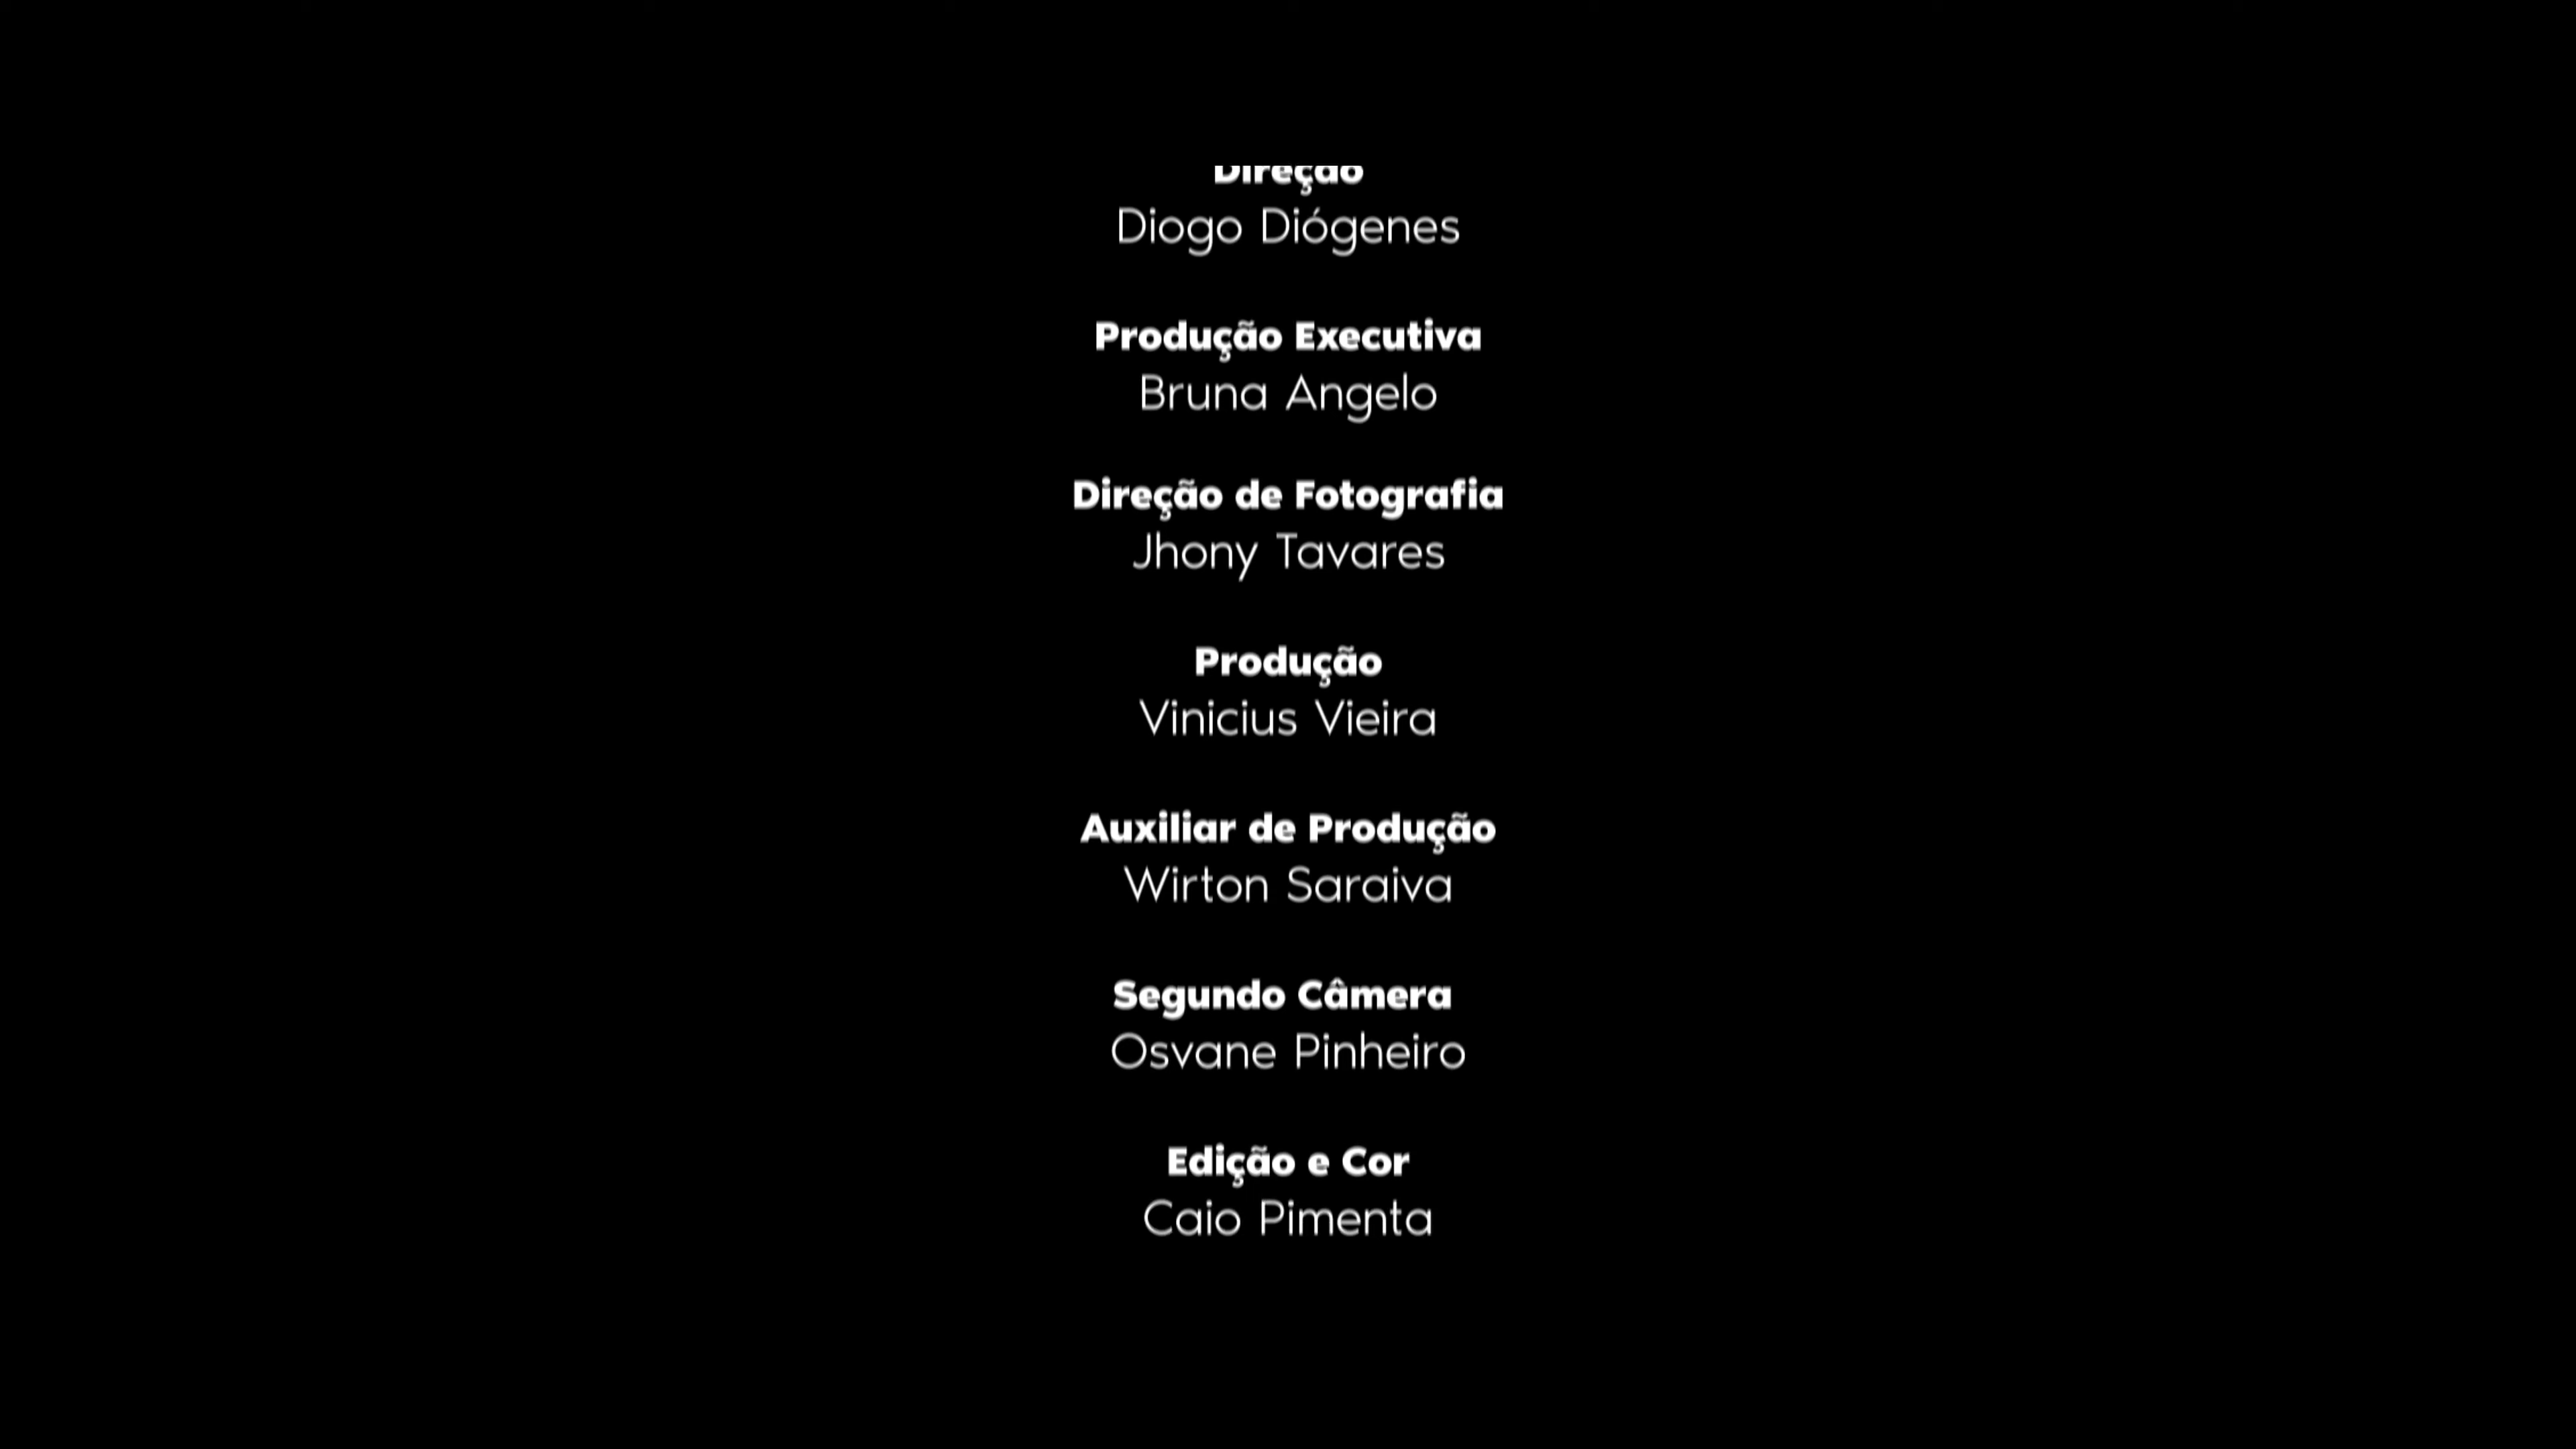 Direção
Diogo Diógenes
Produção Executiva
Bruna Angelo
Direção de Fotografia
Jhony Tavares
Produção
Vinicius Vieira
Auxiliar de Produção
Wirton Saraiva
Segundo Câmera
Osvane Pinheiro
Edição e Cor
Caio Pimenta